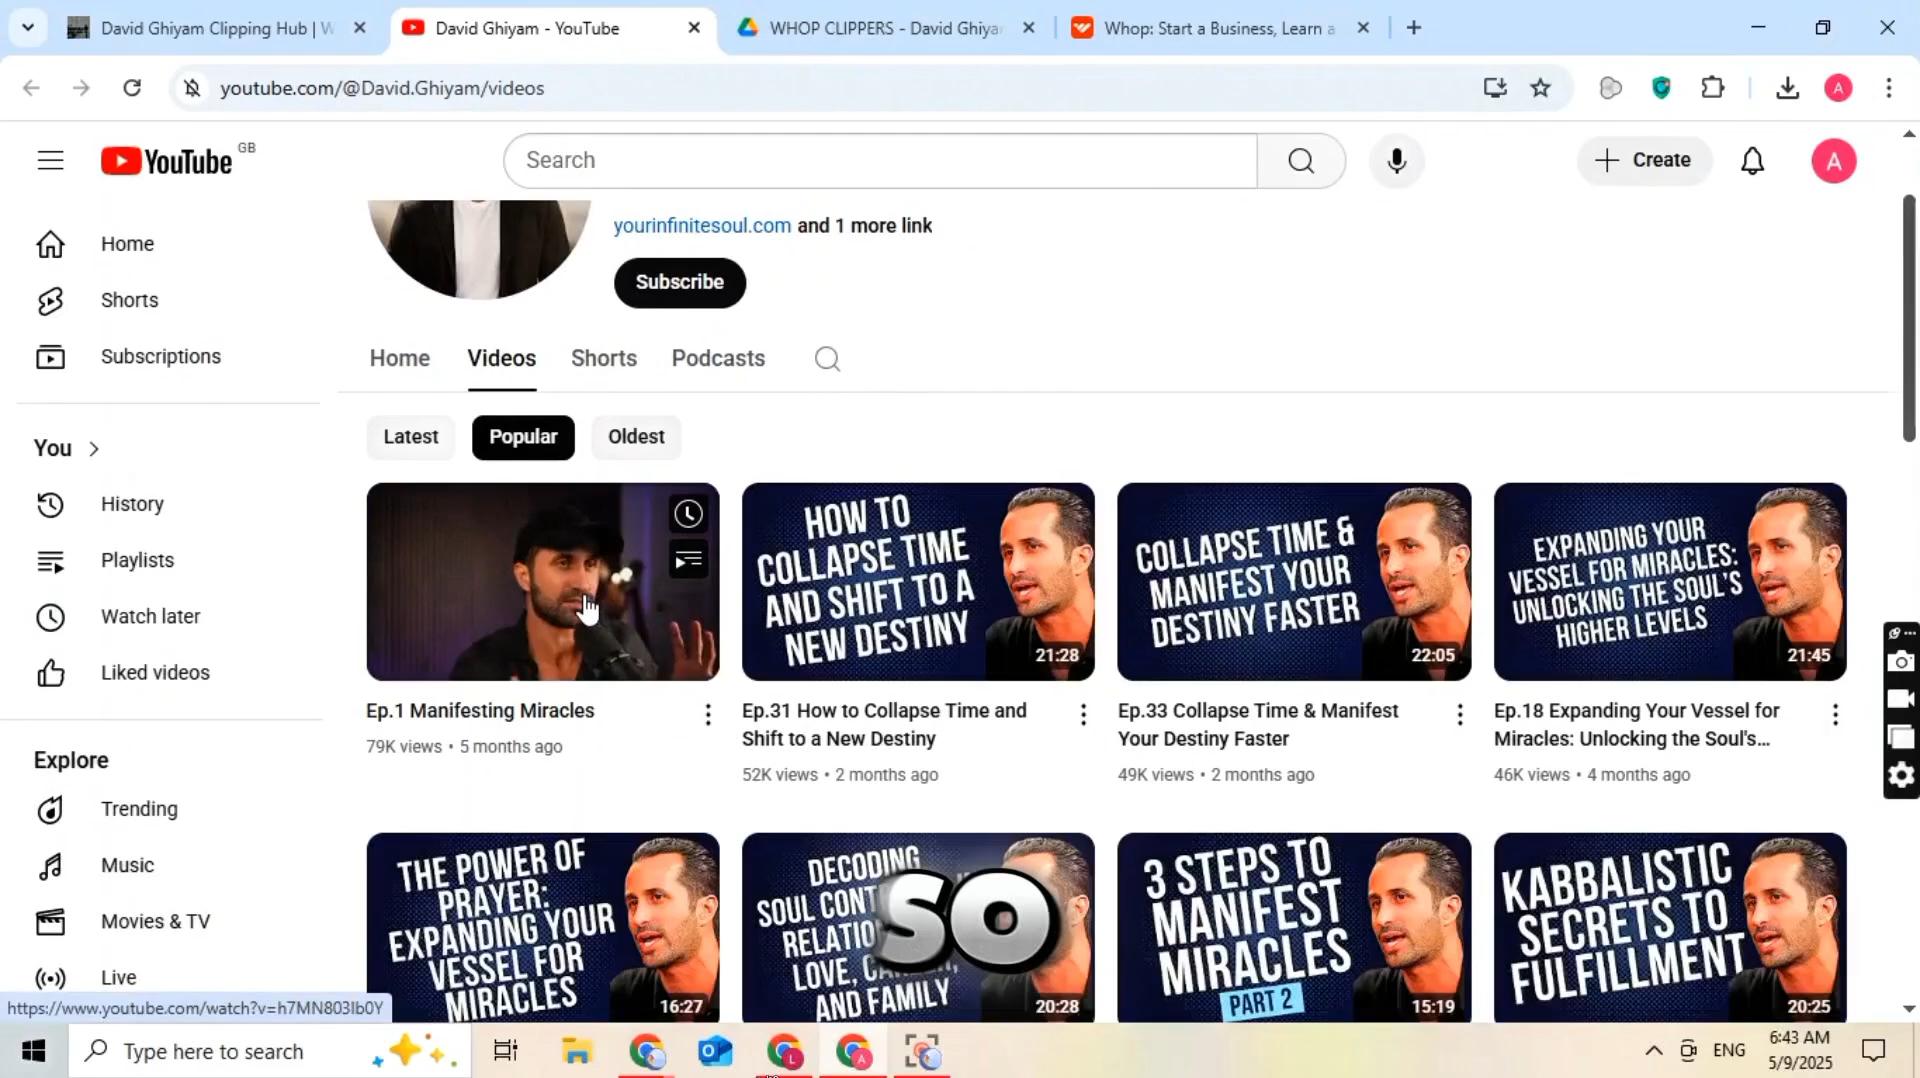 David Ghiyam Clipping Hub | W
David Ghiyam - YouTube
WHOP CLIPPERS - David Ghiyar
Whop: Start a Business, Learn a
youtube.com/@David.Ghiyam/videos
A
YouTube GB
Search
Create
A
Home
Shorts
Subscriptions
You
History
Playlists
Watch later
Liked videos
Explore
Trending
Music
Movies & TV
Live
yourinfinitesoul.com and 1 more link
Subscribe
Home
Videos
Shorts
Podcasts
Latest
Popular
Oldest
Ep.1 Manifesting Miracles
79K views • 5 months ago
HOW TO
COLLAPSE TIME
AND SHIFT TO A
NEW DESTINY
21:28
Ep.31 How to Collapse Time and
Shift to a New Destiny
52K views • 2 months ago
COLLAPSE TIME &
MANIFEST YOUR
DESTINY FASTER
22:05
Ep.33 Collapse Time & Manifest
Your Destiny Faster
49K views • 2 months ago
EXPANDING YOUR
VESSEL FOR MIRACLES:
UNLOCKING THE SOUL'S
HIGHER LEVELS
21:45
Ep.18 Expanding Your Vessel for
Miracles: Unlocking the Soul's...
46K views • 4 months ago
THE POWER OF
PRAYER:
EXPANDING YOUR
VESSEL FOR
MIRACLES
16:27
DECODING
SOUL CONT
RELATIO
LOVE,
AND FAMILY
20:28
SO
3 STEPS TO
MANIFEST
MIRACLES
PART 2
15:19
KABBALISTIC
SECRETS TO
FULFILLMENT
20:25
https://www.youtube.com/watch?v=h7MN803Ib0Y
Type here to search
L
A
ENG
6:43 AM
5/9/2025